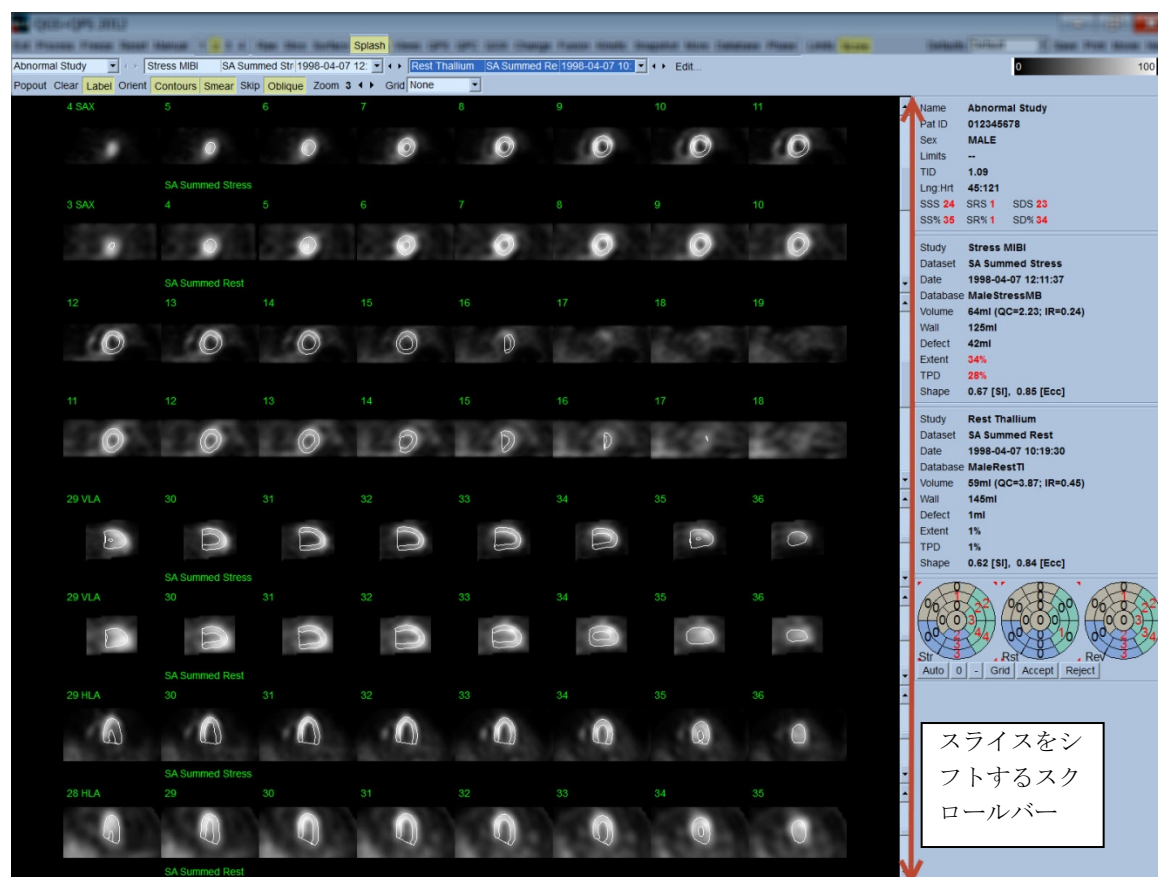 QGS+QPS 2012
Splash
Abnormal Study Stress MIBI SA Summed Str 1998-04-07 12: Rest Thallium SA Summed Re 1998-04-07 10: Edit...
0 100
Popout Clear Label Orient Contours Smear Skip Oblique Zoom 3 Grid None
4 SAX 5 6 7 8 9 10 11
SA Summed Stress
3 SAX 4 5 6 7 8 9 10
SA Summed Rest
12 13 14 15 16 17 18 19
11 12 13 14 15 16 17 18
29 VLA 30 31 32 33 34 35 36
SA Summed Stress
29 VLA 30 31 32 33 34 35 36
SA Summed Rest
29 HLA 30 31 32 33 34 35 36
SA Summed Stress
28 HLA 29 30 31 32 33 34 35
SA Summed Rest
Name Abnormal Study
Pat ID 012345678
Sex MALE
Limits --
TID 1.09
Lng:Hrt 45:121
SSS 24 SRS 1 SDS 23
SS% 35 SR% 1 SD% 34
Study Stress MIBI
Dataset SA Summed Stress
Date 1998-04-07 12:11:37
Database MaleStressMB
Volume 64ml (QC=2.23; IR=0.24)
Wall 125ml
Defect 42ml
Extent 34%
TPD 28%
Shape 0.67 [SI], 0.85 [Ecc]
Study Rest Thallium
Dataset SA Summed Rest
Date 1998-04-07 10:19:30
Database MaleRestTl
Volume 59ml (QC=3.87; IR=0.45)
Wall 145ml
Defect 1ml
Extent 1%
TPD 1%
Shape 0.62 [SI], 0.84 [Ecc]
Str Rst Rev
Auto 0 - Grid Accept Reject
スライスをシ
フトするスク
ロールバー